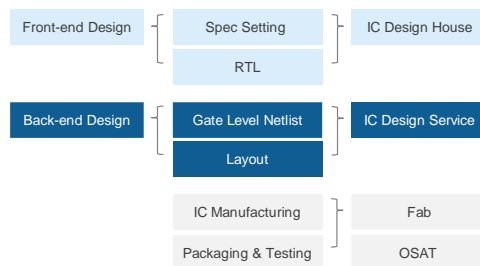 Front-end Design Spec Setting IC Design House
RTL
Back-end Design Gate Level Netlist IC Design Service
Layout
IC Manufacturing Fab
Packaging & Testing OSAT